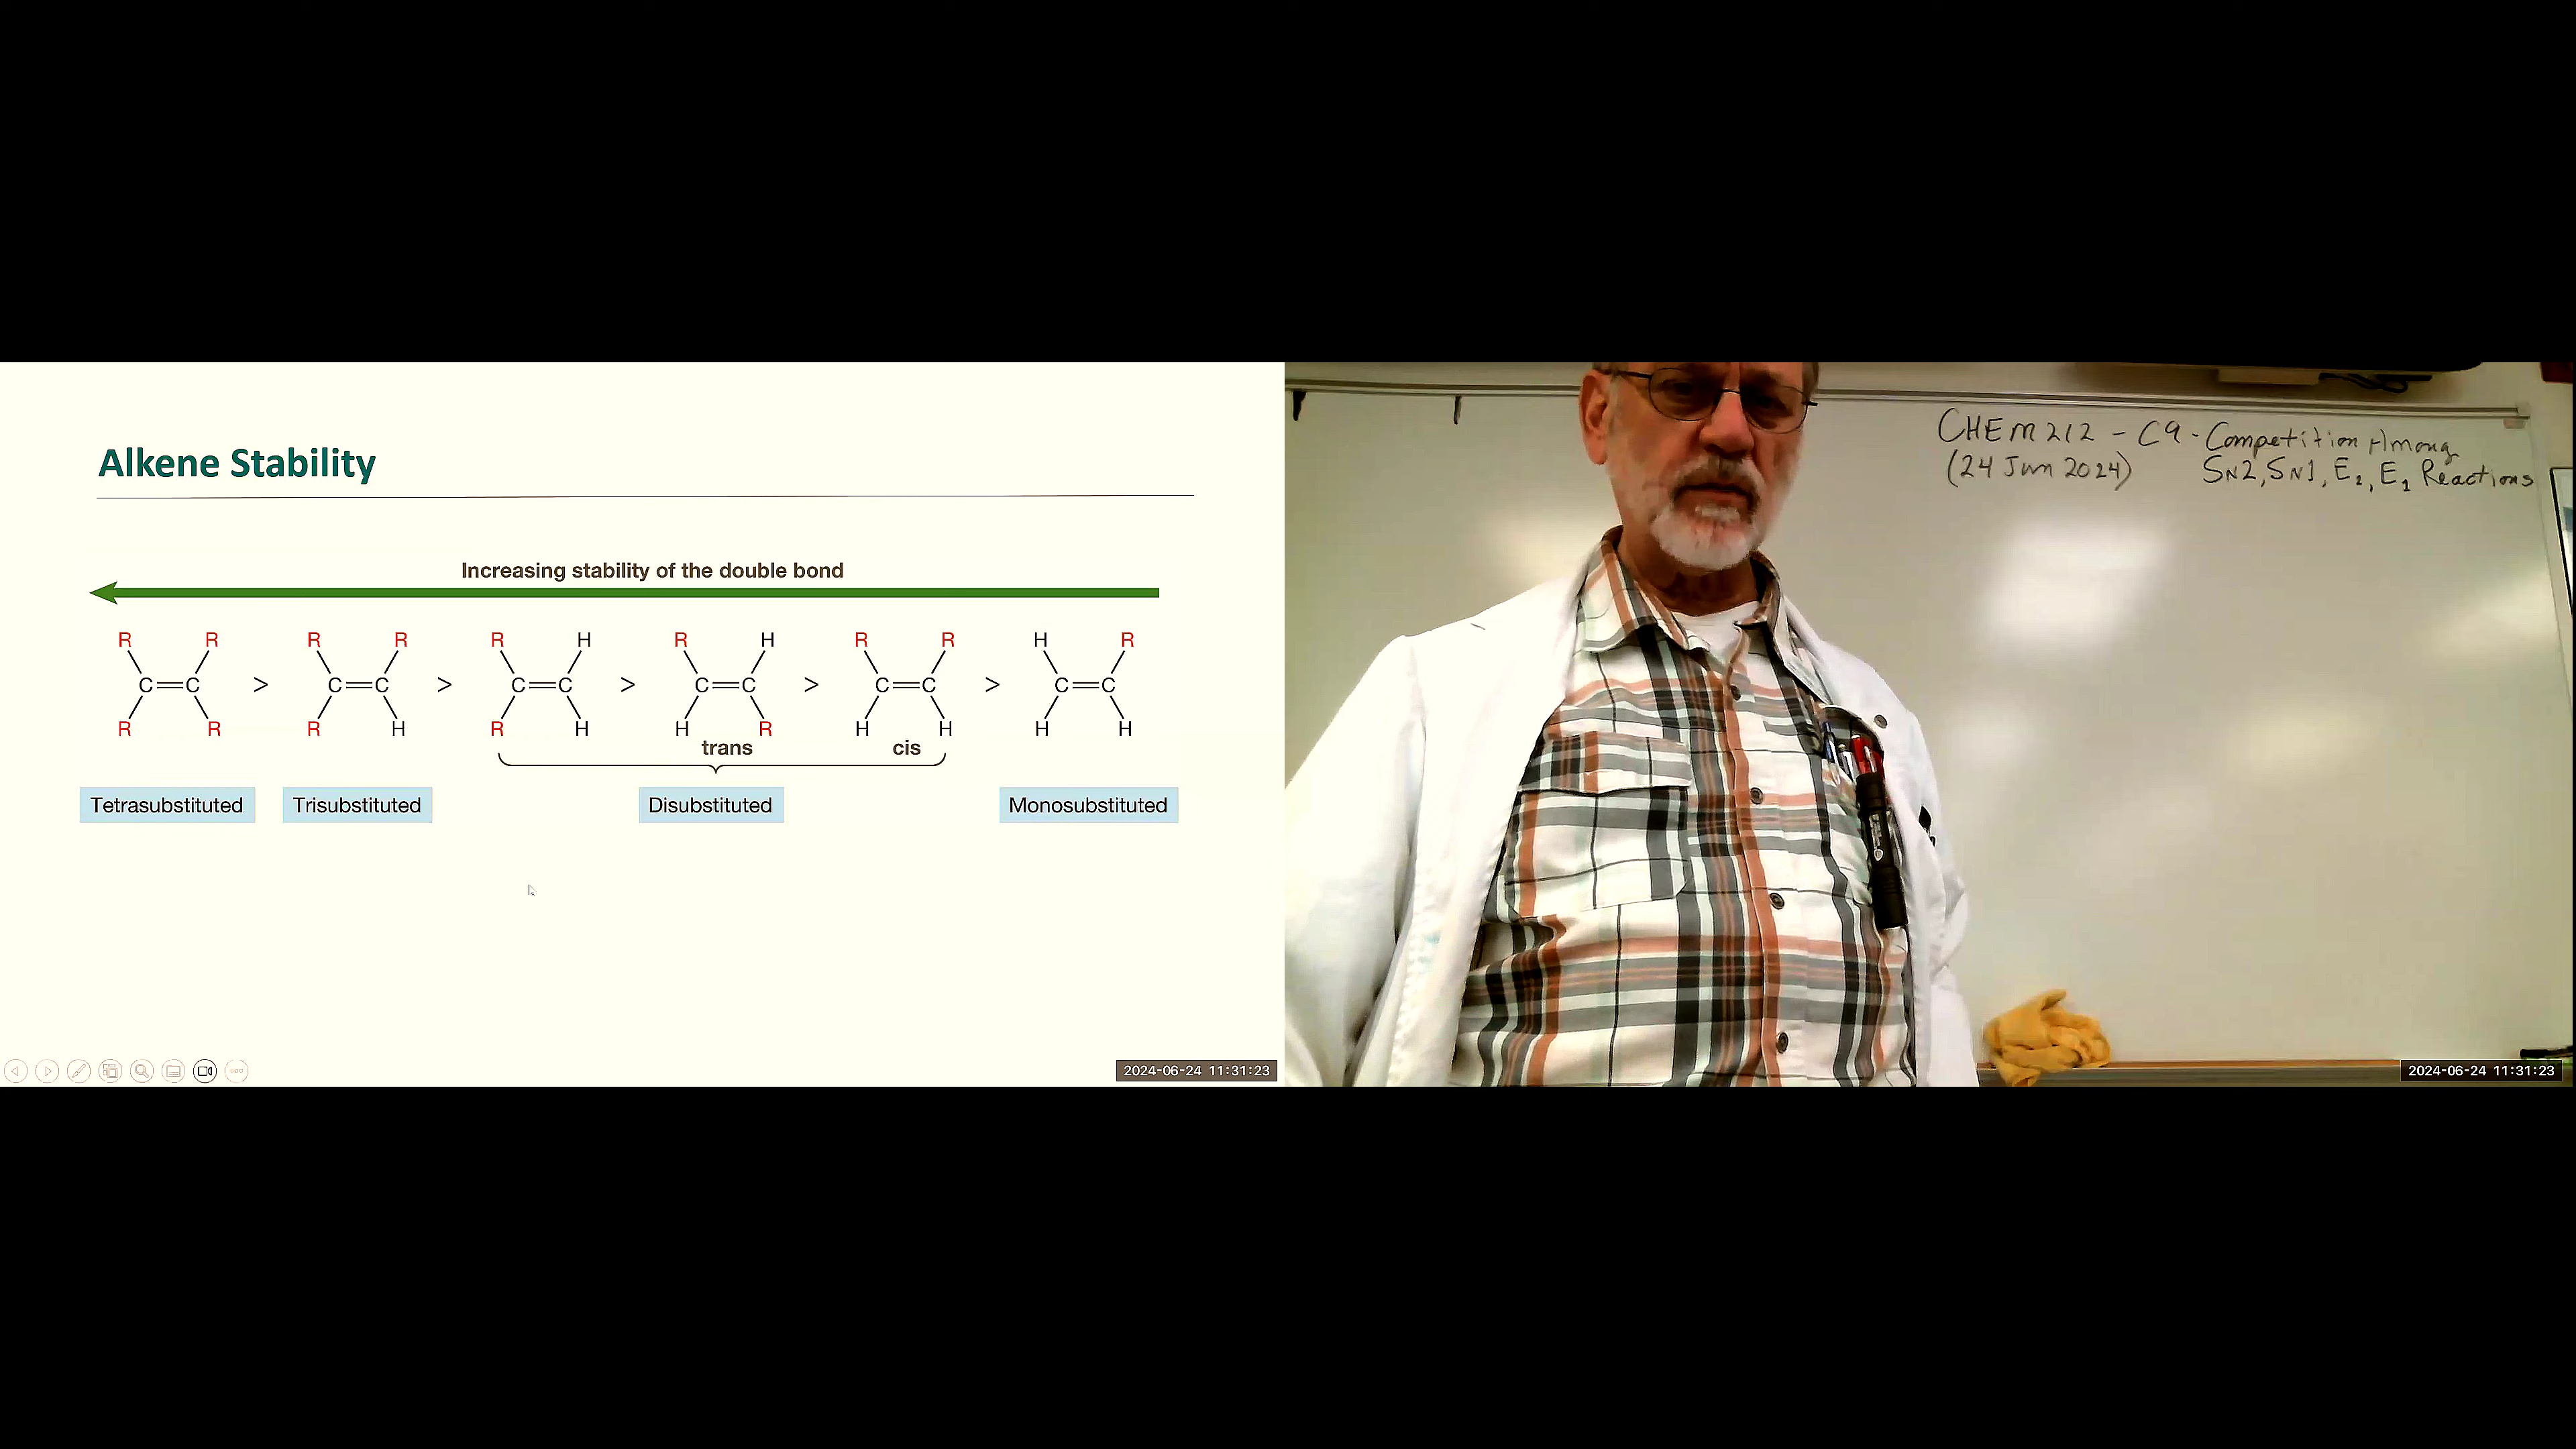 Alkene Stability
Increasing stability of the double bond
R R R R R H R H R R H R
C=C > C=C > C=C > C=C > C=C > C=C
R R R H R H H R H H H H
trans cis
Tetrasubstituted Trisubstituted Disubstituted Monosubstituted
2024-06-24 11:31:23
CHEM 212 - C9 - Competition Among
(24 Jun 2024) SN2, SN1, E2, E1 Reactions
2024-06-24 11:31:23